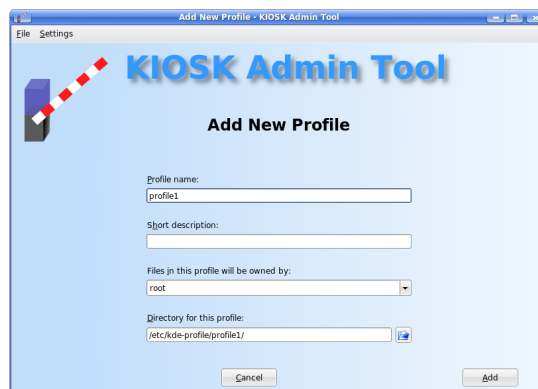 Add New Profile - KIOSK Admin Tool
File Settings
KIOSK Admin Tool
Add New Profile
Profile name:
profile1
Short description:
Files in this profile will be owned by:
root
Directory for this profile:
/etc/kde-profile/profile1/
Cancel Add